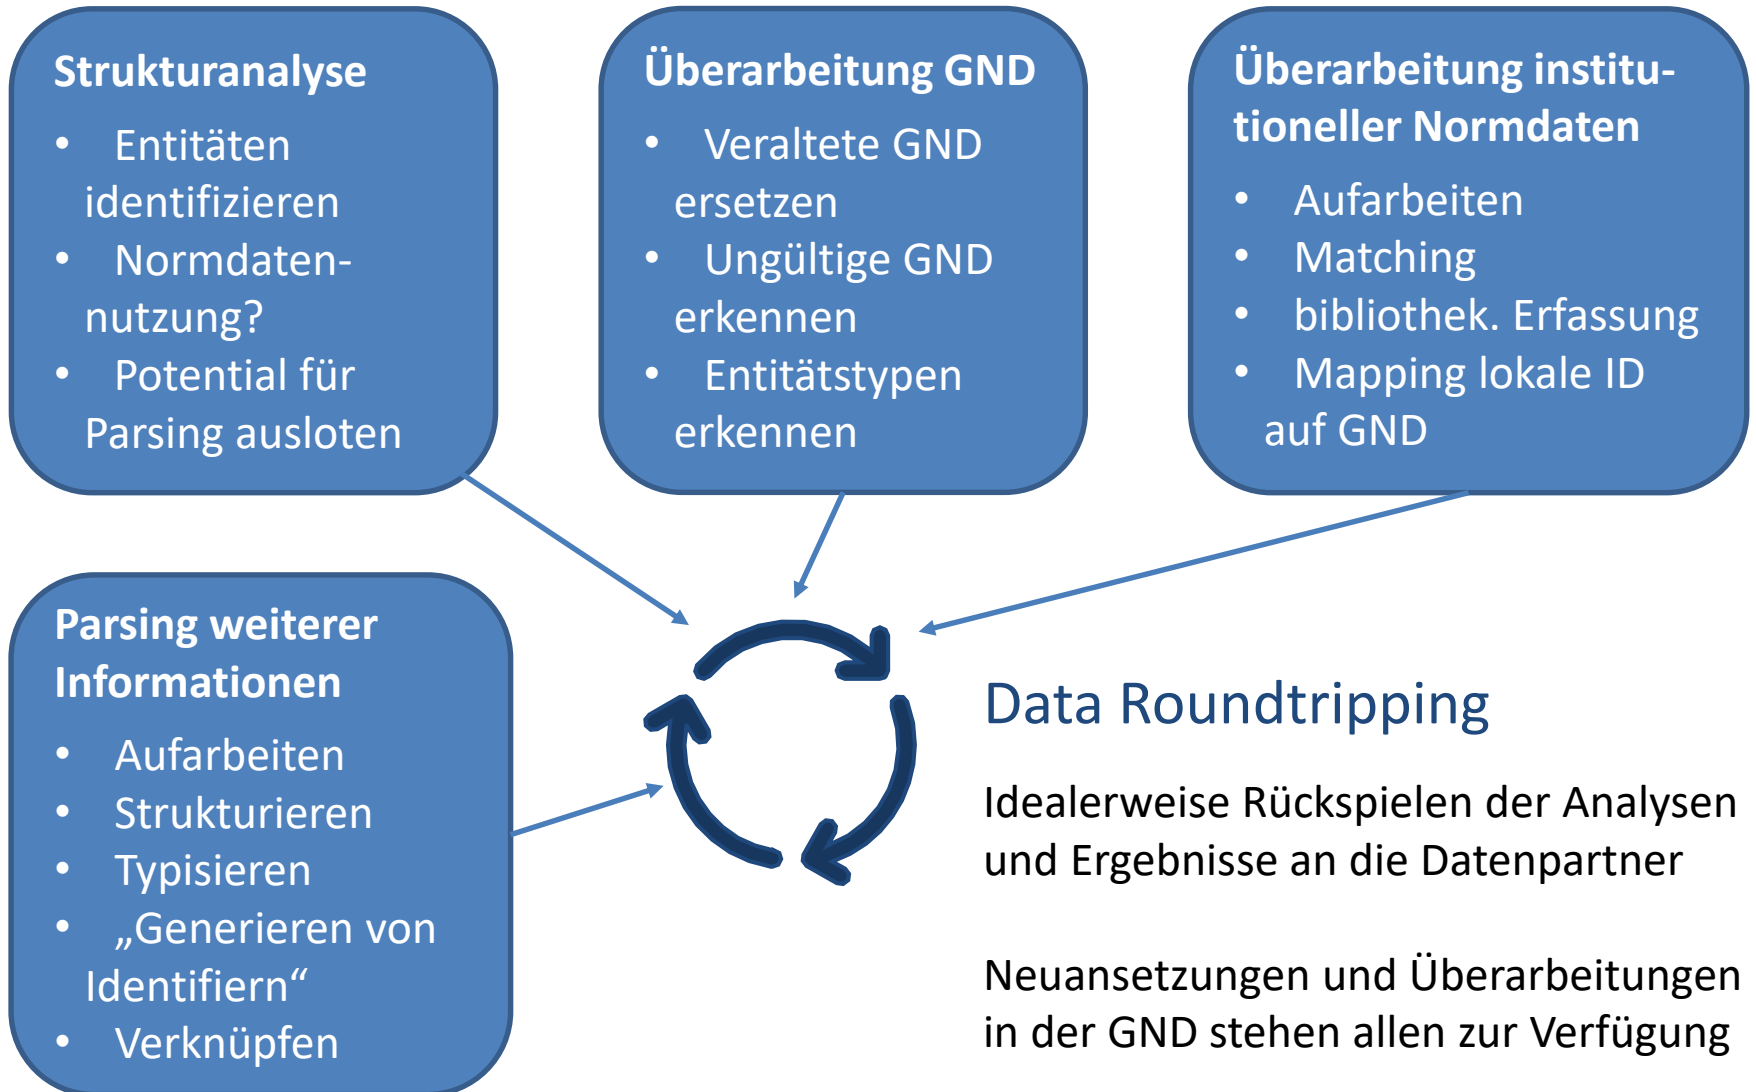 Strukturanalyse
• Entitäten
identifizieren
• Normdaten-
nutzung?
• Potential für
Parsing ausloten
Überarbeitung GND
• Veraltete GND
ersetzen
• Ungültige GND
erkennen
• Entitätstypen
erkennen
Überarbeitung institu-
tioneller Normdaten
• Aufarbeiten
• Matching
• bibliothek. Erfassung
• Mapping lokale ID
auf GND
Parsing weiterer
Informationen
• Aufarbeiten
• Strukturieren
• Typisieren
• „Generieren von
Identifiern“
• Verknüpfen
Data Roundtripping
Idealerweise Rückspielen der Analysen
und Ergebnisse an die Datenpartner
Neuansetzungen und Überarbeitungen
in der GND stehen allen zur Verfügung